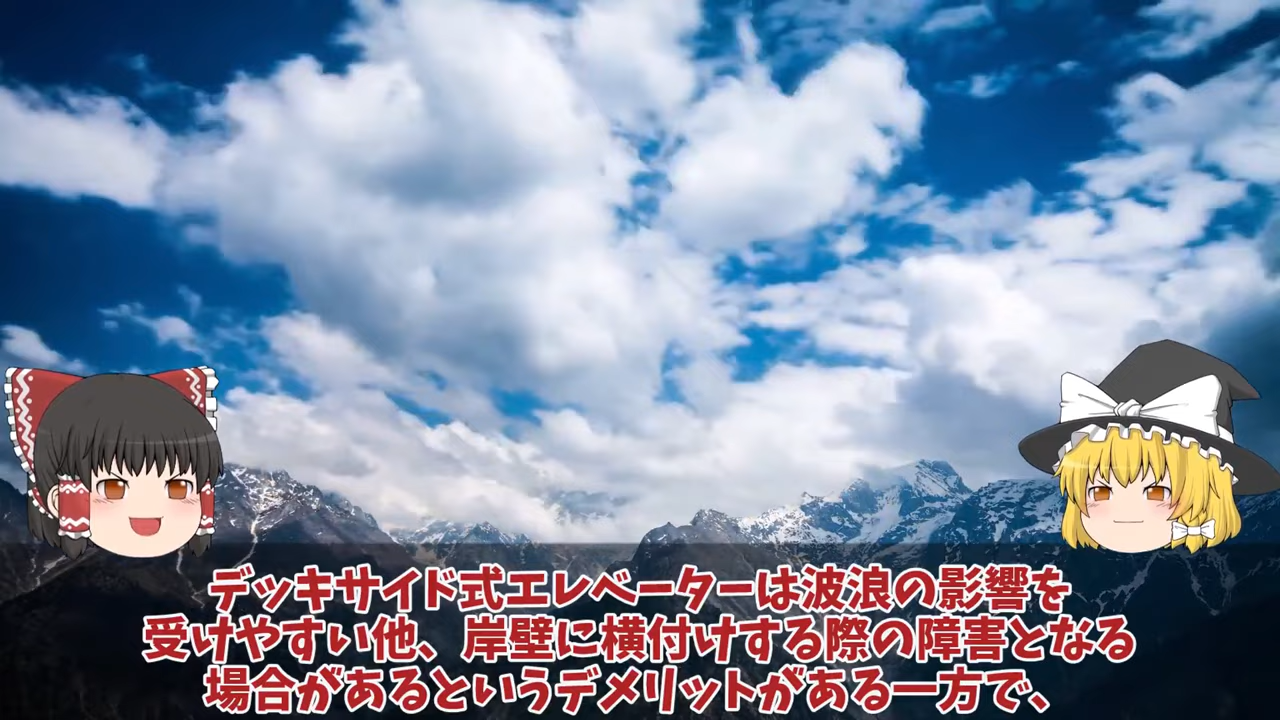 デッキサイド式エレベーターは波浪の影響を
受けやすい他、岸壁に横付けする際の障害となる
場合があるというデメリットがある一方で、